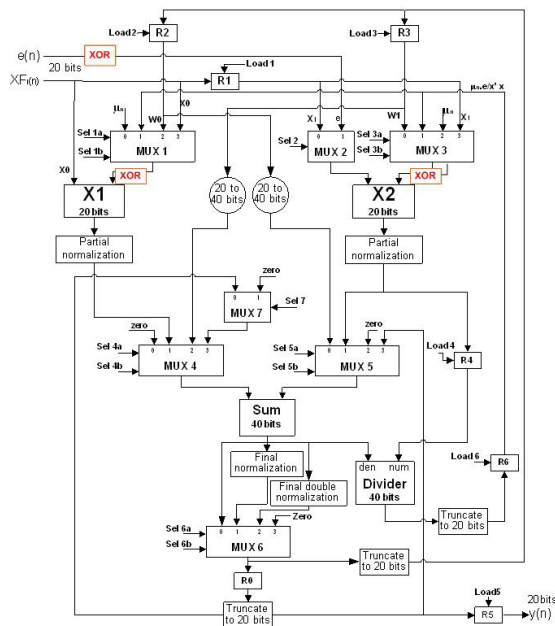 Load2
R2
Load3
R3
e(n)
XOR
20 bits
Load1
XFi(n)
R1
X0
W0
μn
Sel 1a
Sel 1b
0 1 2 3
MUX 1
X1
e
Sel 2
0 1
MUX 2
W1
μn
X1
μn.e/x' x
Sel 3a
Sel 3b
0 1 2 3
MUX 3
X0
XOR
XOR
X1
20 bits
20 to
40 bits
20 to
40 bits
X2
20 bits
Partial
normalization
Partial
normalization
zero
0 1
Sel 7
MUX 7
zero
Sel 4a
Sel 4b
0 1 2 3
MUX 4
zero
Sel 5a
Sel 5b
0 1 2 3
MUX 5
Load 4
R4
Sum
40 bits
Final
normalization
Final double
normalization
den num
Divider
40 bits
Load 6
R6
Zero
Sel 6a
Sel 6b
0 1 2 3
MUX 6
Truncate
to 20 bits
Truncate
to 20 bits
R0
Truncate
to 20 bits
Load5
R5
20bits
y(n)